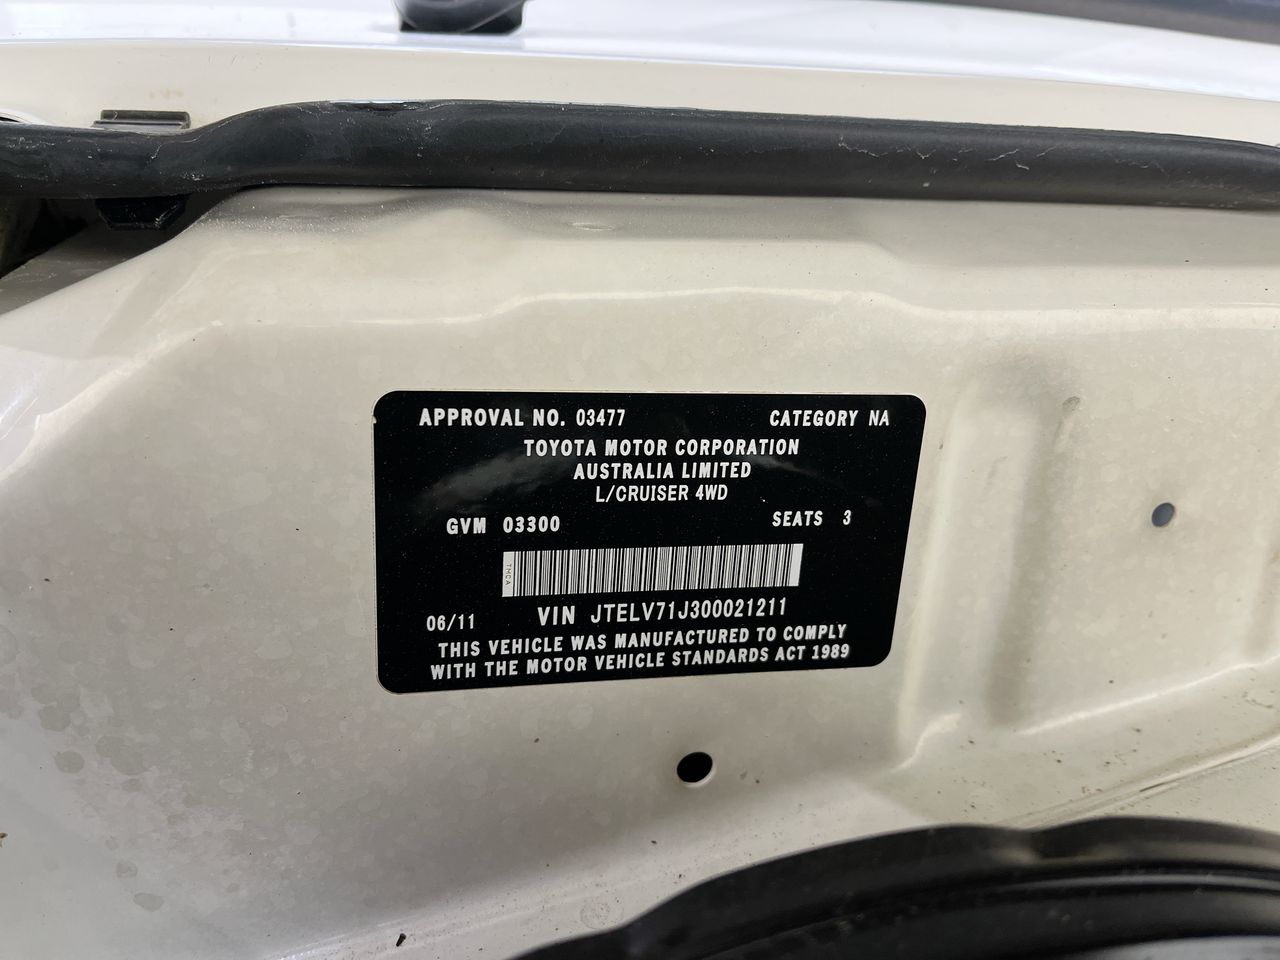 APPROVAL NO. 03477 CATEGORY NA
TOYOTA MOTOR CORPORATION
AUSTRALIA LIMITED
L/CRUISER 4WD
GVM 03300 SEATS 3
TMCA
06/11 VIN JTELV71J300021211
THIS VEHICLE WAS MANUFACTURED TO COMPLY
WITH THE MOTOR VEHICLE STANDARDS ACT 1989